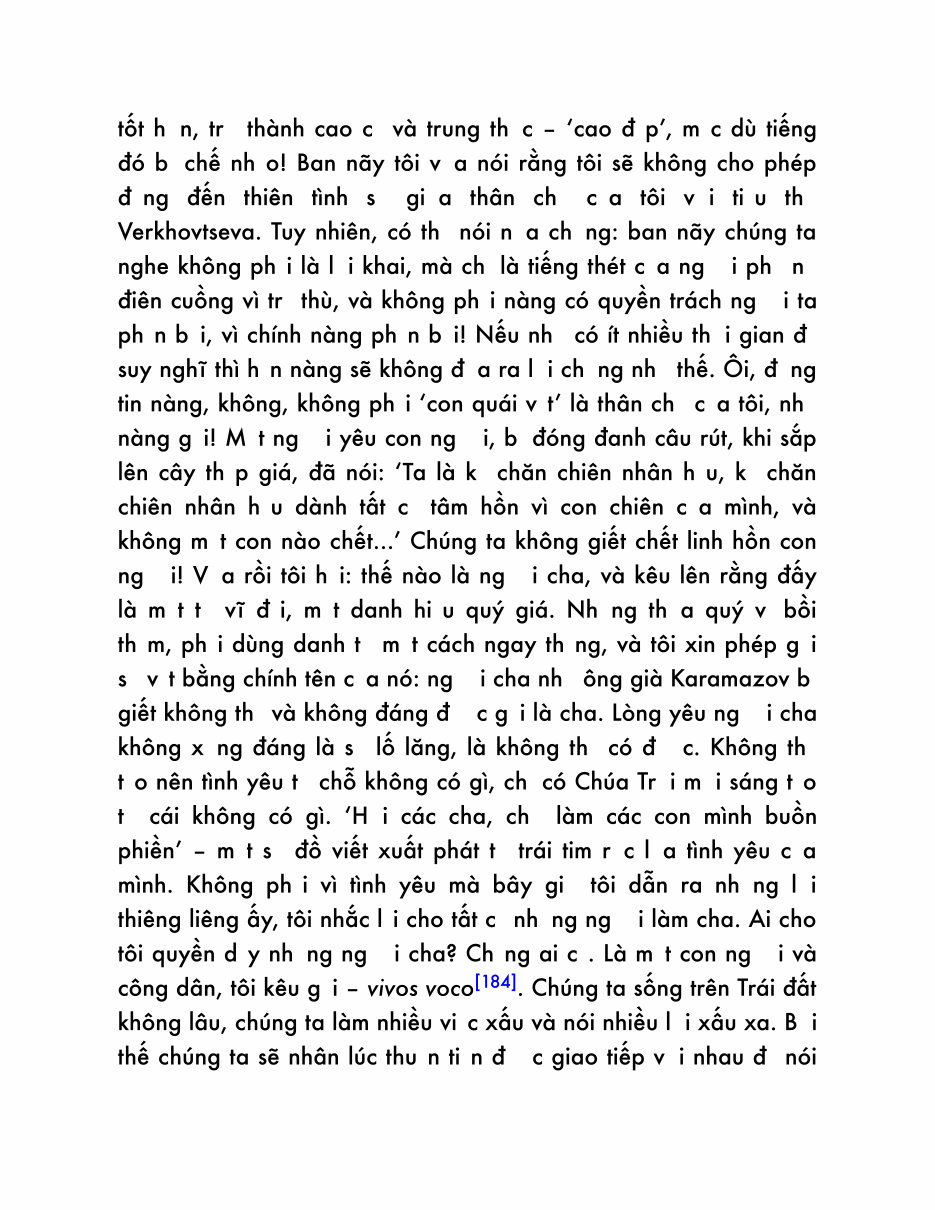 tốt h n, tr thành cao c và trung th c – ‘cao đ p’, m c dù tiếng
đó b chế nh o! Ban nãy tôi v a nói rằng tôi sẽ không cho phép
đ ng đến thiên tình s gi a thân ch c a tôi v i ti u th
Verkhovtseva. Tuy nhiên, có th nói n a ch ng: ban nãy chúng ta
nghe không ph i là l i khai, mà ch là tiếng thét c a ng i ph n
điên cuồng vì tr thù, và không ph i nàng có quyền trách ng i ta
ph n b i, vì chính nàng ph n b i! Nếu nh có ít nhiều th i gian đ
suy nghĩ thì h n nàng sẽ không đ a ra l i ch ng nh thế. Ôi, đ ng
tin nàng, không, không ph i ‘con quái v t’ là thân ch c a tôi, nh
nàng g i! M t ng i yêu con ng i, b đóng đanh câu rút, khi sắp
lên cây th p giá, đã nói: ‘Ta là k chăn chiên nhân h u, k chăn
chiên nhân h u dành tất c tâm hồn vì con chiên c a mình, và
không m t con nào chết...’ Chúng ta không giết chết linh hồn con
ng i! V a rồi tôi h i: thế nào là ng i cha, và kêu lên rằng đấy
là m t t vĩ đ i, m t danh hi u quý giá. Nh ng th a quý v bồi
th m, ph i dùng danh t m t cách ngay th ng, và tôi xin phép g i
s v t bằng chính tên c a nó: ng i cha nh ông già Karamazov b
giết không th và không đáng đ c g i là cha. Lòng yêu ng i cha
không x ng đáng là s lố lăng, là không th có đ c. Không th
t o nên tình yêu t chỗ không có gì, ch có Chúa Tr i m i sáng t o
t cái không có gì. ‘H i các cha, ch làm các con mình buồn
phiền’ – m t s đồ viết xuất phát t trái tim r c l a tình yêu c a
mình. Không ph i vì tình yêu mà bây gi tôi dẫn ra nh ng l i
thiêng liêng ấy, tôi nhắc l i cho tất c nh ng ng i làm cha. Ai cho
tôi quyền d y nh ng ng i cha? Ch ng ai c . Là m t con ng i và
công dân, tôi kêu g i – vivos voco[184]. Chúng ta sống trên Trái đất
không lâu, chúng ta làm nhiều vi c xấu và nói nhiều l i xấu xa. B i
thế chúng ta sẽ nhân lúc thu n ti n đ c giao tiếp v i nhau đ nói